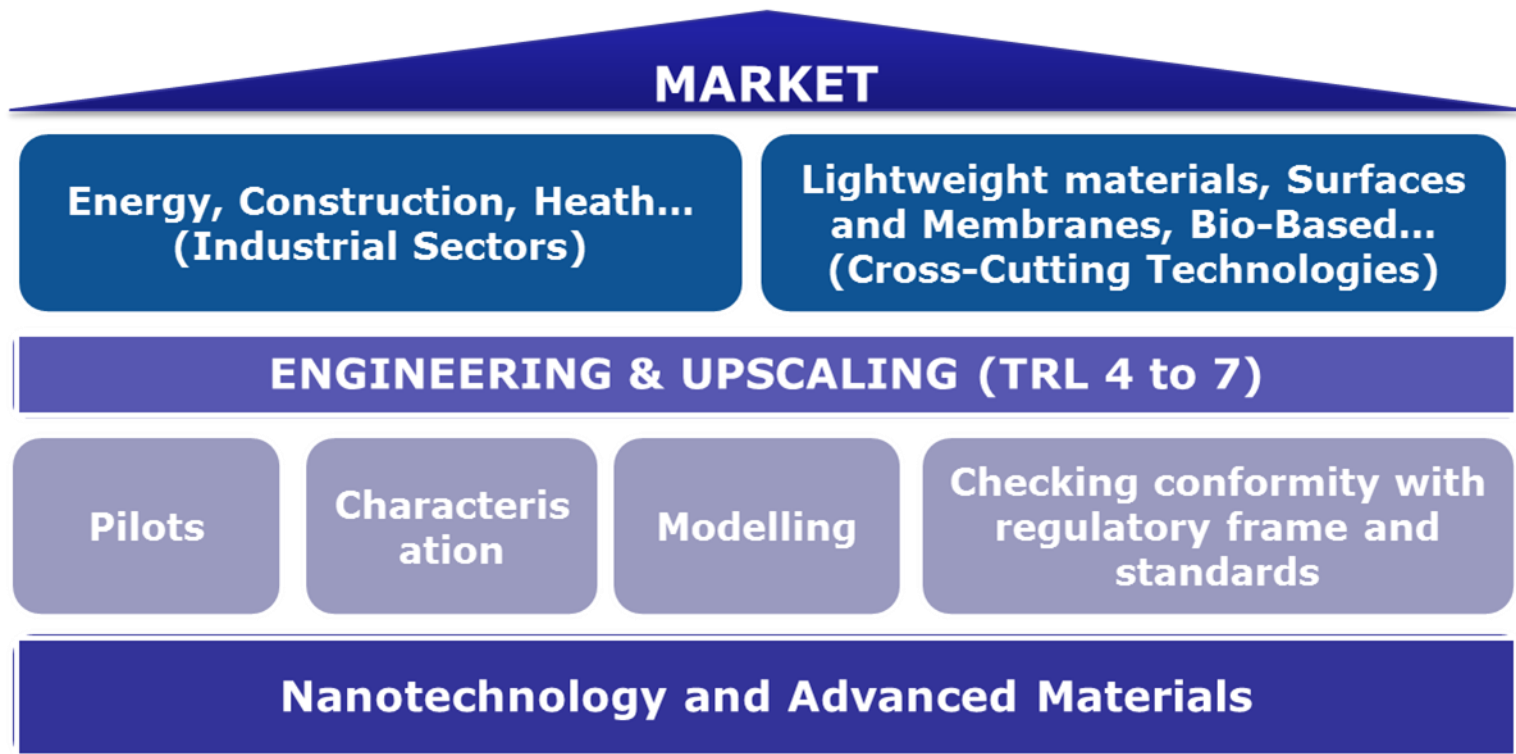 MARKET
Energy, Construction, Heath...
(Industrial Sectors)
Lightweight materials, Surfaces
and Membranes, Bio-Based...
(Cross-Cutting Technologies)
ENGINEERING & UPSCALING (TRL 4 to 7)
Pilots
Characteris
ation
Modelling
Checking conformity with
regulatory frame and
standards
Nanotechnology and Advanced Materials